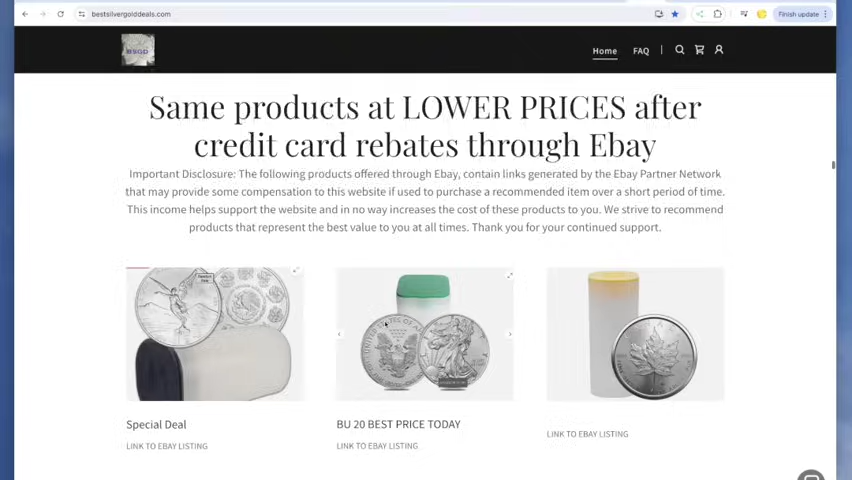 bestsilvergolddeals.com
Finish update
BSGD
Home
FAQ
Same products at LOWER PRICES after
credit card rebates through Ebay
Important Disclosure: The following products offered through Ebay, contain links generated by the Ebay Partner Network
that may provide some compensation to this website if used to purchase a recommended item over a short period of time.
This income helps support the website and in no way increases the cost of these products to you. We strive to recommend
products that represent the best value to you at all times. Thank you for your continued support.
Special Deal
LINK TO EBAY LISTING
BU 20 BEST PRICE TODAY
LINK TO EBAY LISTING
LINK TO EBAY LISTING